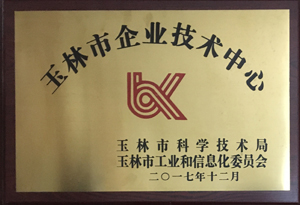 玉林市企业技术中心
玉林市科学技术局
玉林市工业和信息化委员会
二〇一七年十二月